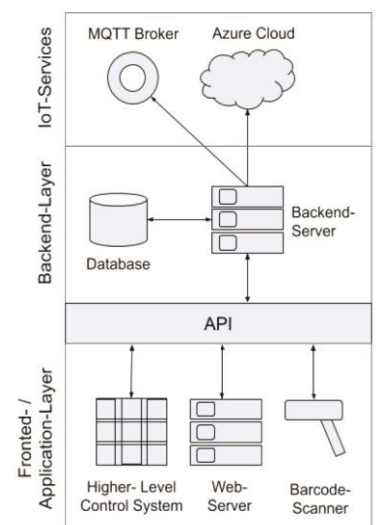 MQTT Broker
Azure Cloud
IoT-Services
Backend-Layer
Database
Backend-
Server
API
Fronted- /
Application-Layer
Higher- Level
Control System
Web-
Server
Barcode-
Scanner